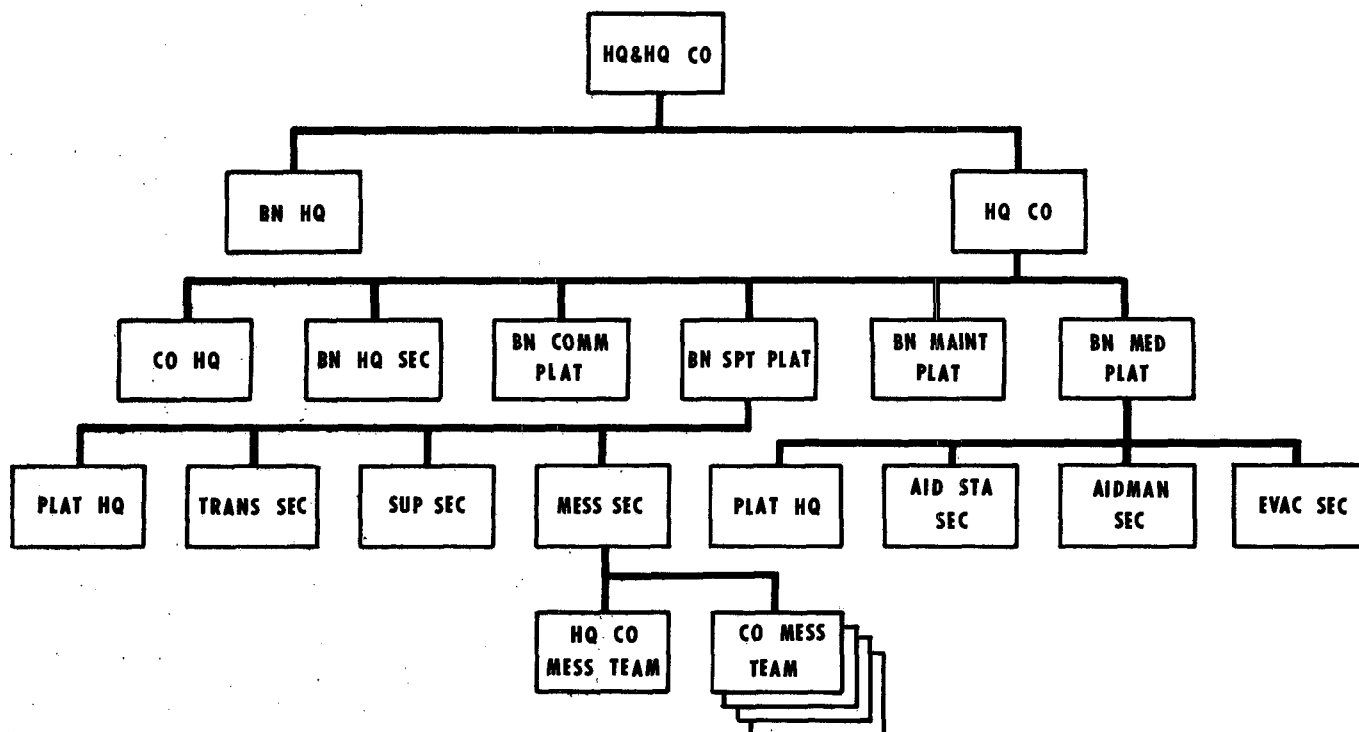 HQ&HQ CO
BN HQ
HQ CO
CO HQ
BN HQ SEC
BN COMM
PLAT
BN SPT PLAT
BN MAINT
PLAT
BN MED
PLAT
PLAT HQ
TRANS SEC
SUP SEC
MESS SEC
PLAT HQ
AID STA
SEC
AIDMAN
SEC
EVAC SEC
HQ CO
MESS TEAM
CO MESS
TEAM